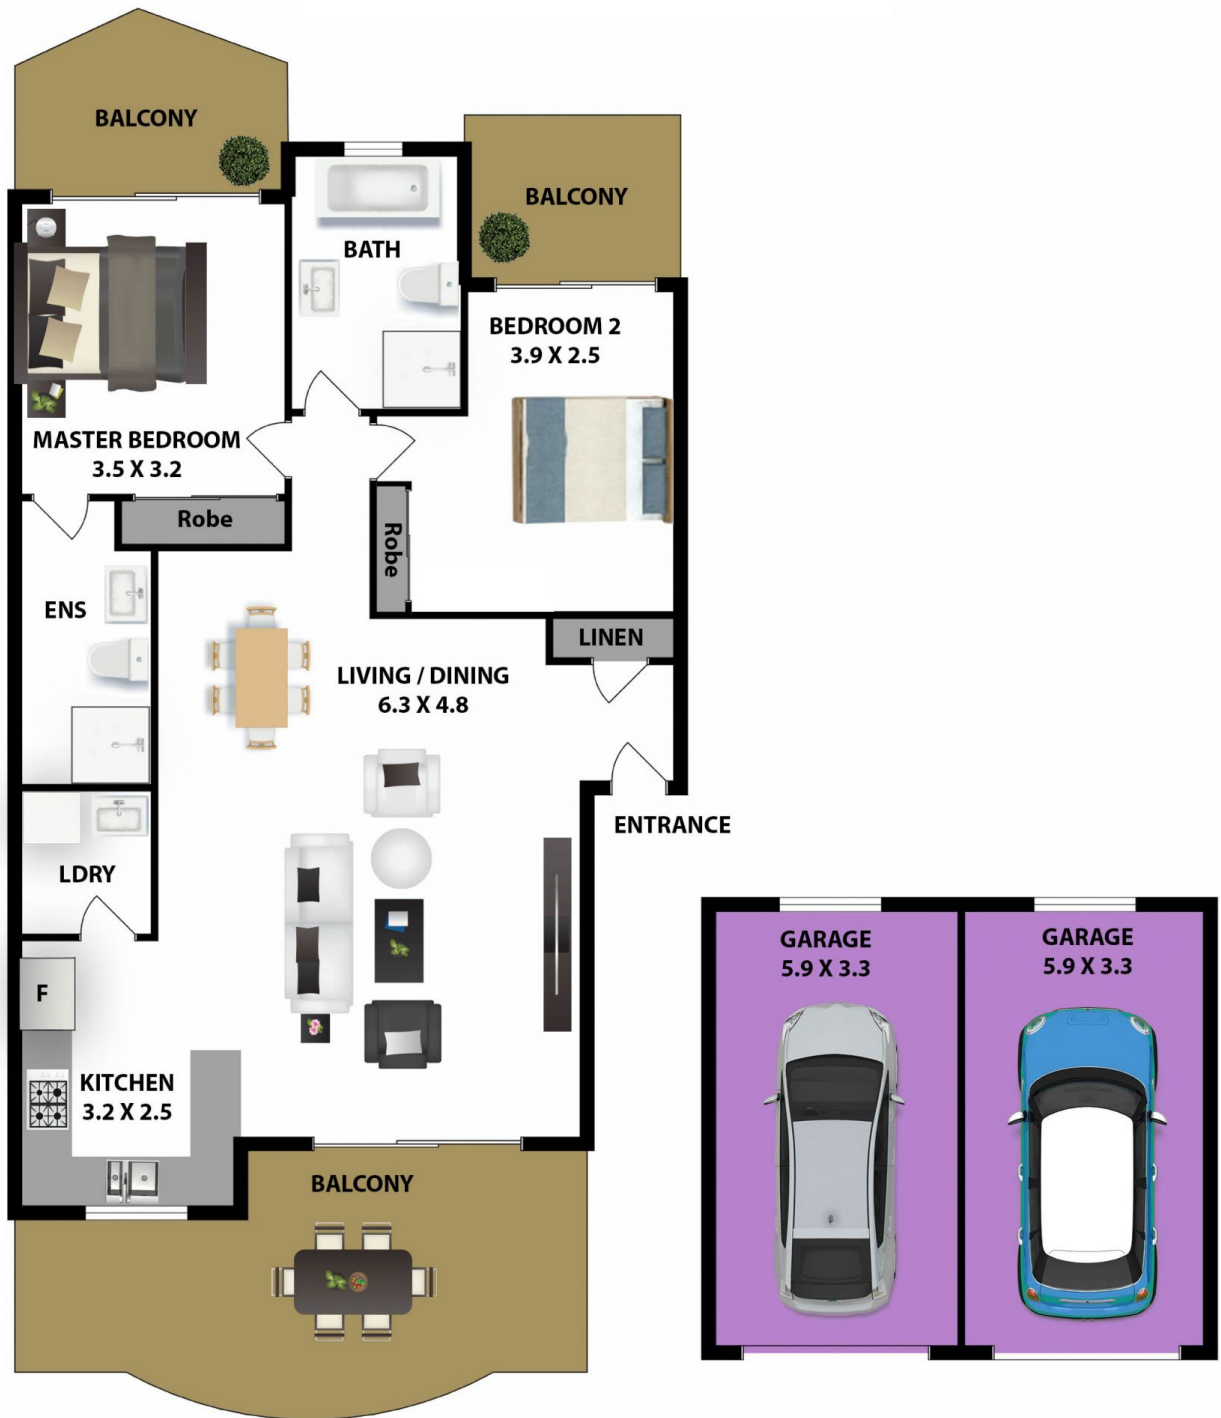 BALCONY
BALCONY
BATH
BEDROOM 2
3.9 X 2.5
MASTER BEDROOM
3.5 X 3.2
Robe
Robe
ENS
LINEN
LIVING / DINING
6.3 X 4.8
ENTRANCE
LDRY
F
KITCHEN
3.2 X 2.5
BALCONY
GARAGE
5.9 X 3.3
GARAGE
5.9 X 3.3